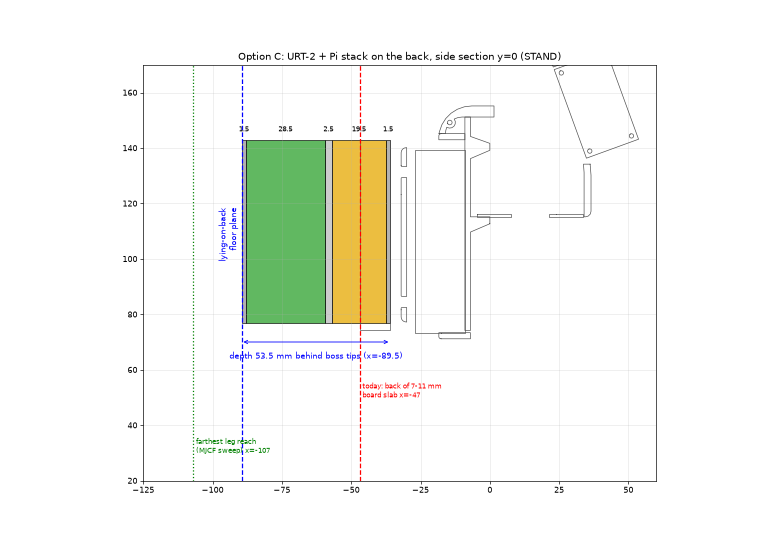 Option C: URT-2 + Pi stack on the back, side section y=0 (STAND)
160
140
120
100
80
60
40
20
1.5
28.5
2.5
19.5
1.5
lying-on-back
floor plane
depth 53.5 mm behind boss tips (x=-89.5)
today: back of 7-11 mm
board slab x=-47
farthest leg reach
(MJCF sweep) x=-107
−125
−100
−75
−50
−25
0
25
50